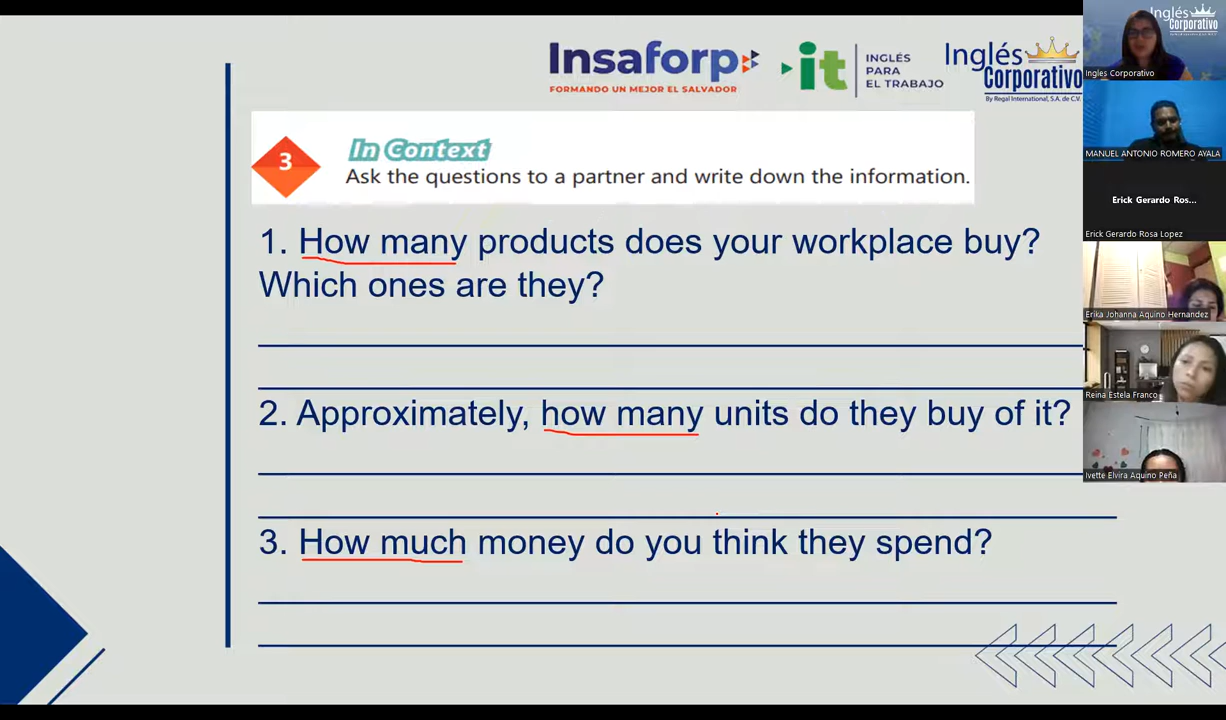 Insaforp
FORMANDO UN MEJOR EL SALVADOR
it
INGLÉS
PARA
EL TRABAJO
Inglés
Corporativo
By Regal International, S.A. de C.V.
3
In Context
Ask the questions to a partner and write down the information.
1. How many products does your workplace buy?
Which ones are they?
2. Approximately, how many units do they buy of it?
3. How much money do you think they spend?
Inglés
Corporativo
Ingles Corporativo
MANUEL ANTONIO ROMERO AYALA
Erick Gerardo Ros...
Erick Gerardo Rosa Lopez
Erika Johanna Aquino Hernandez
Reina Estela Franco
Ivette Elvira Aquino Peña